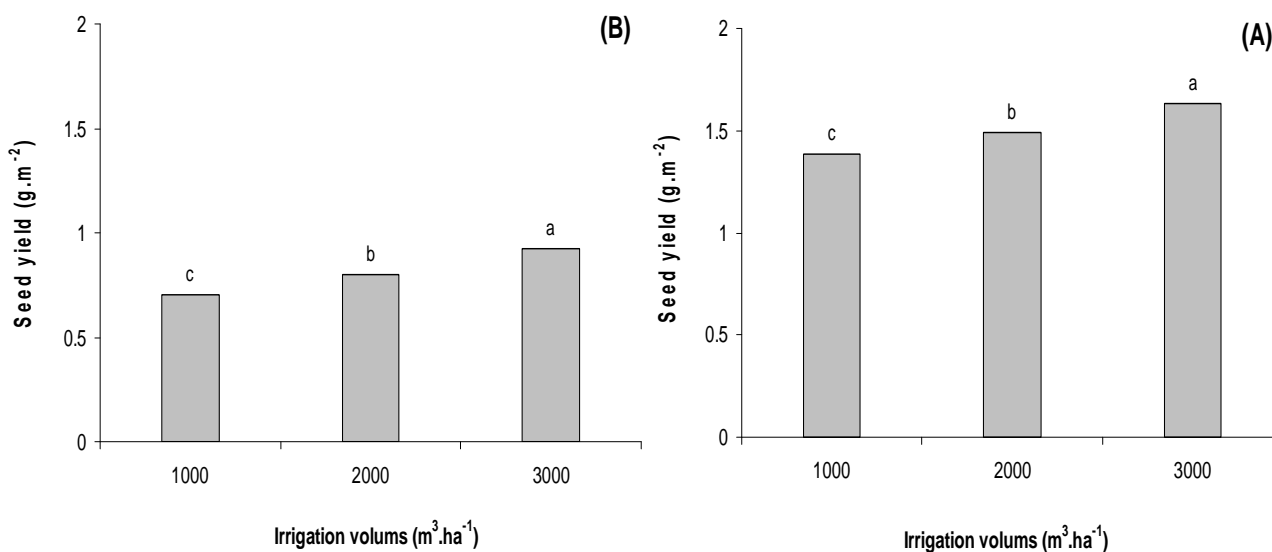 (B)
Seed yield (g.m⁻²)
2
1.5
1
0.5
0
c
b
a
1000
2000
3000
Irrigation volums (m³.ha⁻¹)
(A)
Seed yield (g.m⁻²)
2
1.5
1
0.5
0
c
b
a
1000
2000
3000
Irrigation volums (m³.ha⁻¹)